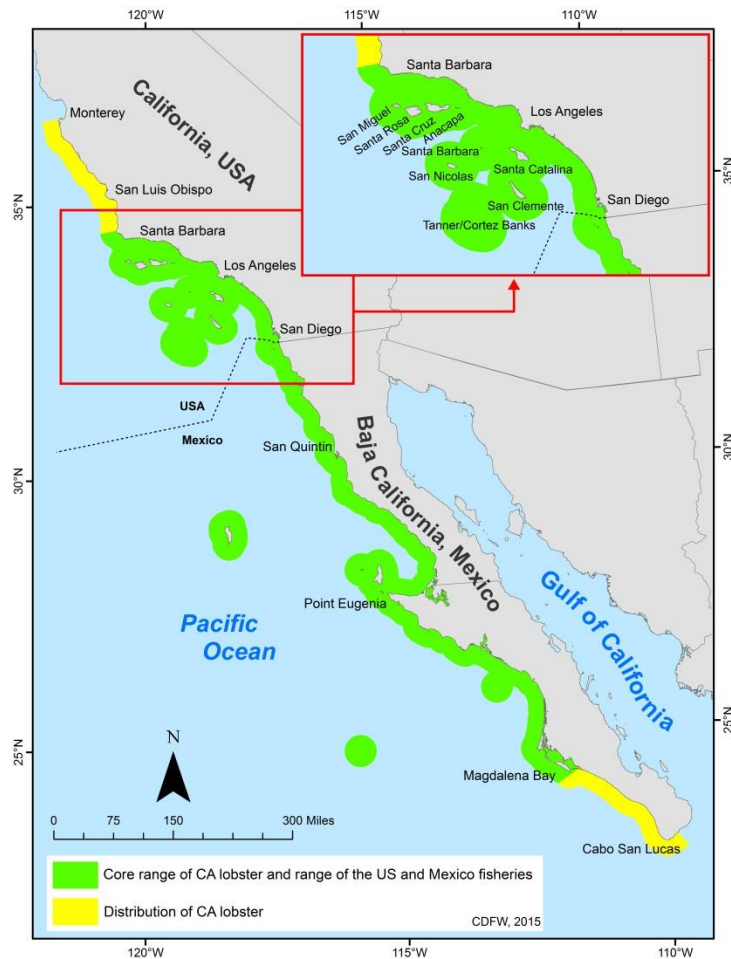 120°W
115°W
110°W
Santa Barbara
Los Angeles
San Miguel
Santa Rosa
Santa Cruz
Anacapa
Santa Barbara
San Nicolas
Santa Catalina
San Clemente
Tanner/Cortez Banks
San Diego
35°N
Monterey
California, USA
San Luis Obispo
35°N
Santa Barbara
Los Angeles
San Diego
USA
Mexico
San Quintin
30°N
30°N
Baja California, Mexico
Point Eugenia
Pacific
Ocean
Gulf of California
25°N
25°N
N
Magdalena Bay
0 75 150 300 Miles
Cabo San Lucas
Core range of CA lobster and range of the US and Mexico fisheries
Distribution of CA lobster
CDFW, 2015
120°W
115°W
110°W